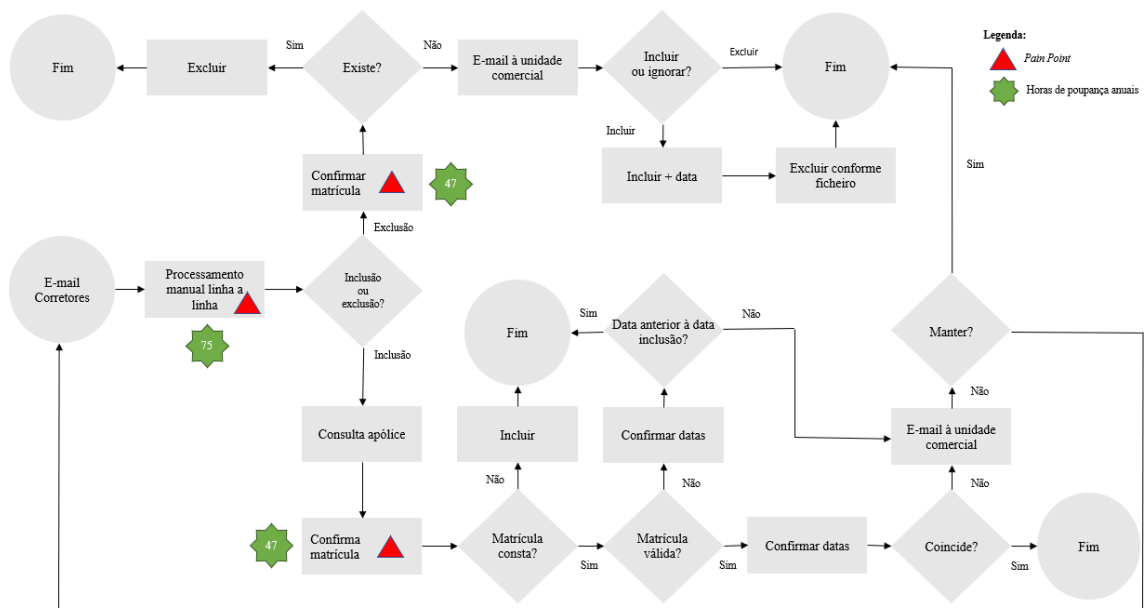 Fim
Excluir
Sim
Existe?
Não
E-mail à unidade
comercial
Incluir
ou ignorar?
Excluir
Fim
Legenda:
Pain Point
Horas de poupança anuais
Incluir
Sim
Confirmar
matrícula
47
Incluir + data
Excluir conforme
ficheiro
Exclusão
E-mail
Corretores
Processamento
manual linha a
linha
75
Inclusão
ou
exclusão?
Inclusão
Fim
Sim
Data anterior à data
inclusão?
Não
Manter?
Não
Consulta apólice
Incluir
Confirmar datas
E-mail à unidade
comercial
Não
Não
Não
47
Confirma
matrícula
Matrícula
consta?
Sim
Matrícula
válida?
Sim
Confirmar datas
Coincide?
Sim
Fim